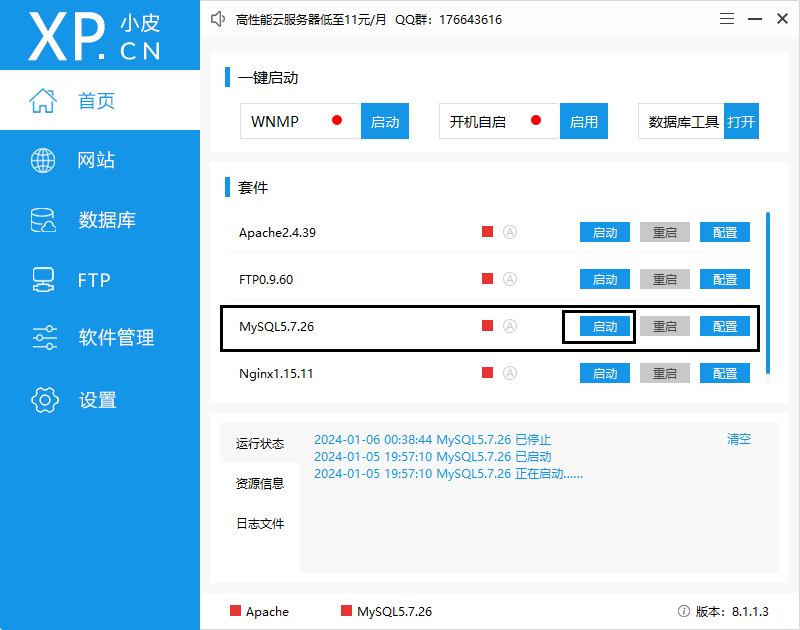 XP.CN 小皮
高性能云服务器低至11元/月 QQ群：176643616
首页
网站
数据库
FTP
软件管理
设置
一键启动
WNMP 启动 开机自启 启用 数据库工具 打开
套件
Apache2.4.39 A 启动 重启 配置
FTP0.9.60 A 启动 重启 配置
MySQL5.7.26 A 启动 重启 配置
Nginx1.15.11 A 启动 重启 配置
运行状态
资源信息
日志文件
2024-01-06 00:38:44 MySQL5.7.26 已停止 清空
2024-01-05 19:57:10 MySQL5.7.26 已启动
2024-01-05 19:57:10 MySQL5.7.26 正在启动......
Apache MySQL5.7.26 版本：8.1.1.3